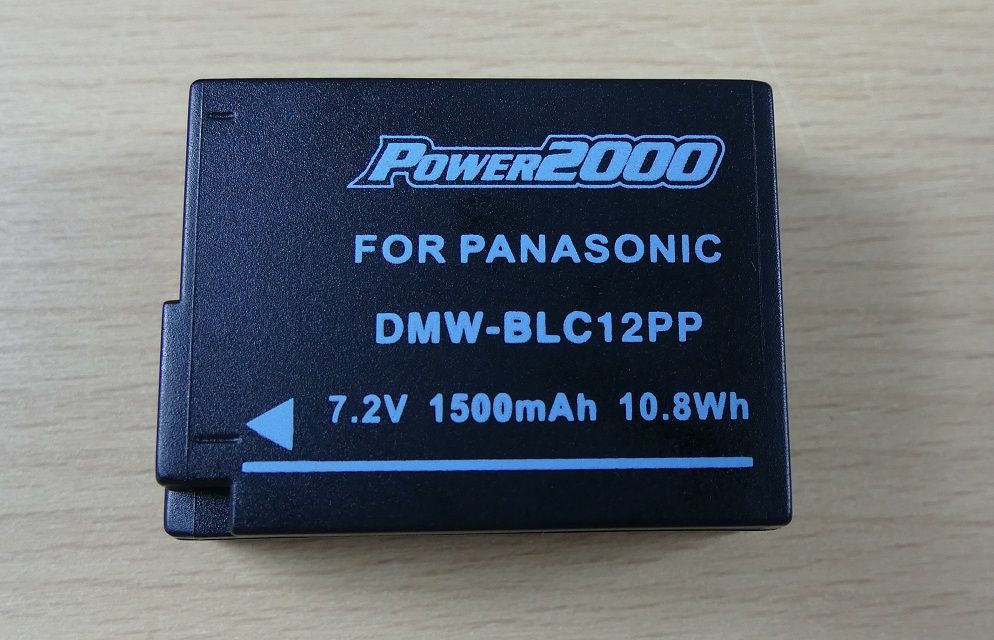 POWER2000
FOR PANASONIC
DMW-BLC12PP
7.2V 1500mAh 10.8Wh